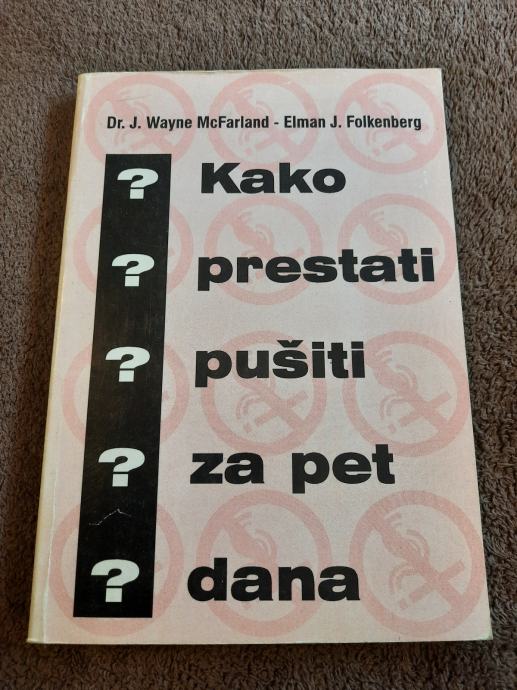 Dr. J. Wayne McFarland - Elman J. Folkenberg
? Kako
? prestati
? pušiti
? za pet
? dana